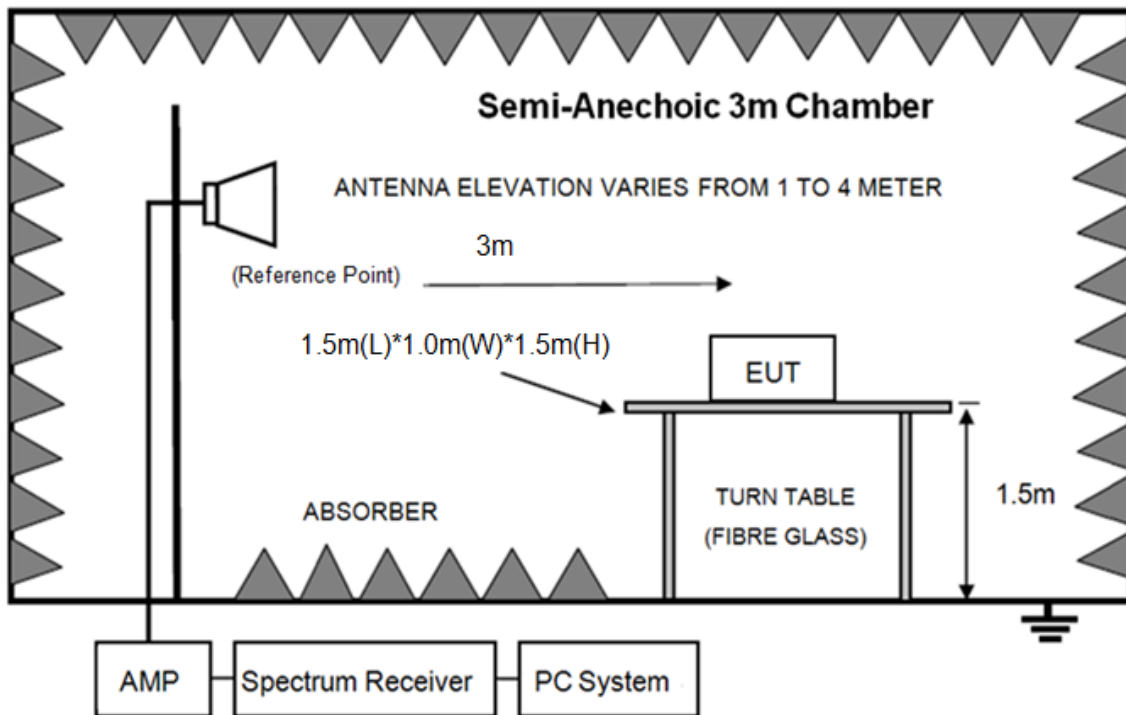 Semi-Anechoic 3m Chamber
ANTENNA ELEVATION VARIES FROM 1 TO 4 METER
3m
(Reference Point)
1.5m(L)*1.0m(W)*1.5m(H)
EUT
TURN TABLE
(FIBRE GLASS)
1.5m
ABSORBER
AMP
Spectrum Receiver
PC System